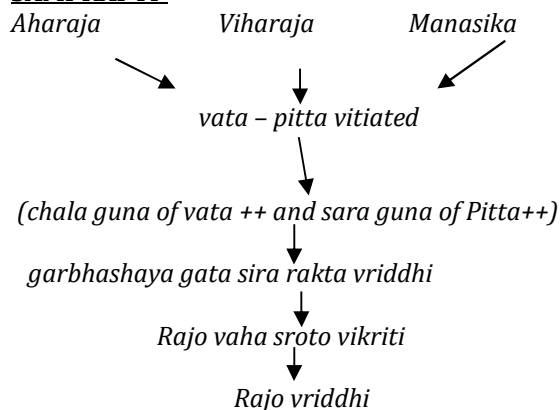 Aharaja Viharaja Manasika
vata – pitta vitiated
(chala guna of vata ++ and sara guna of Pitta++)
garbhashaya gata sira rakta vriddhi
Rajo vaha sroto vikriti
Rajo vriddhi